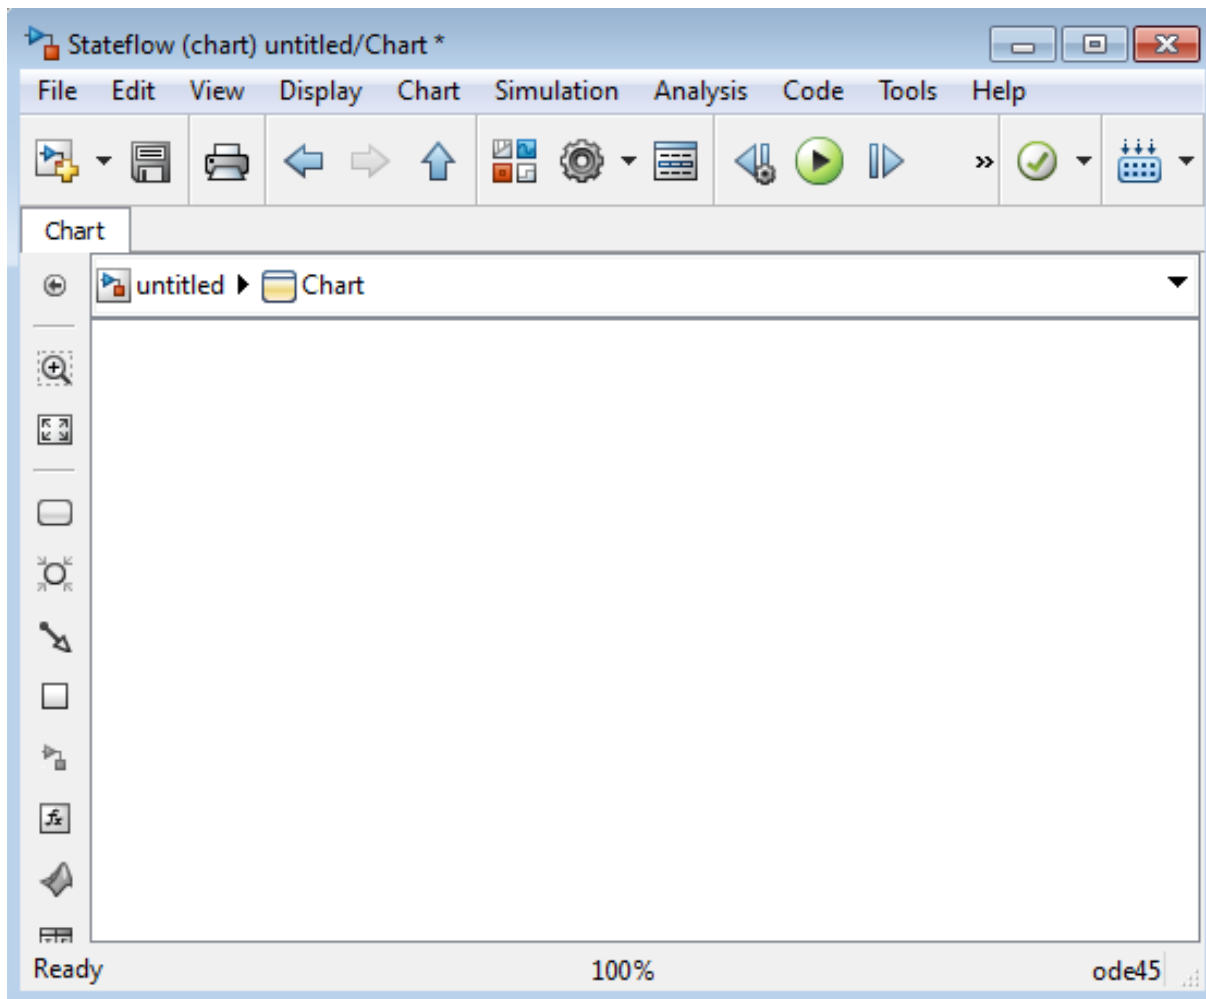 Stateflow (chart) untitled/Chart *
File Edit View Display Chart Simulation Analysis Code Tools Help
Chart
untitled Chart
fx
Ready 100% ode45